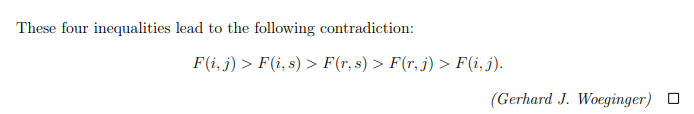 These four inequalities lead to the following contradiction:
F(i, j) > F(i, s) > F(r, s) > F(r, j) > F(i, j).
(Gerhard J. Woeginger) □